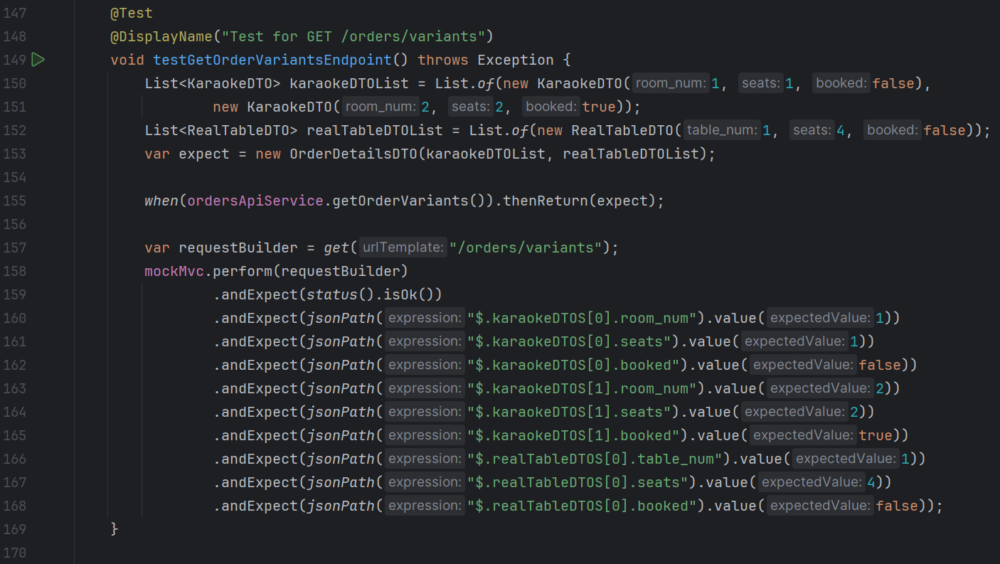 147 @Test
148 @DisplayName("Test for GET /orders/variants")
149 void testGetOrderVariantsEndpoint() throws Exception {
150 List<KaraokeDTO> karaokeDTOList = List.of(new KaraokeDTO( room_num: 1, seats: 1, booked: false),
151 new KaraokeDTO( room_num: 2, seats: 2, booked: true));
152 List<RealTableDTO> realTableDTOList = List.of(new RealTableDTO( table_num: 1, seats: 4, booked: false));
153 var expect = new OrderDetailsDTO(karaokeDTOList, realTableDTOList);
154
155 when(ordersApiService.getOrderVariants()).thenReturn(expect);
156
157 var requestBuilder = get( urlTemplate: "/orders/variants");
158 mockMvc.perform(requestBuilder)
159 .andExpect(status().isOk())
160 .andExpect(jsonPath( expression: "$.karaokeDTOS[0].room_num").value( expectedValue: 1))
161 .andExpect(jsonPath( expression: "$.karaokeDTOS[0].seats").value( expectedValue: 1))
162 .andExpect(jsonPath( expression: "$.karaokeDTOS[0].booked").value( expectedValue: false))
163 .andExpect(jsonPath( expression: "$.karaokeDTOS[1].room_num").value( expectedValue: 2))
164 .andExpect(jsonPath( expression: "$.karaokeDTOS[1].seats").value( expectedValue: 2))
165 .andExpect(jsonPath( expression: "$.karaokeDTOS[1].booked").value( expectedValue: true))
166 .andExpect(jsonPath( expression: "$.realTableDTOS[0].table_num").value( expectedValue: 1))
167 .andExpect(jsonPath( expression: "$.realTableDTOS[0].seats").value( expectedValue: 4))
168 .andExpect(jsonPath( expression: "$.realTableDTOS[0].booked").value( expectedValue: false));
169 }
170